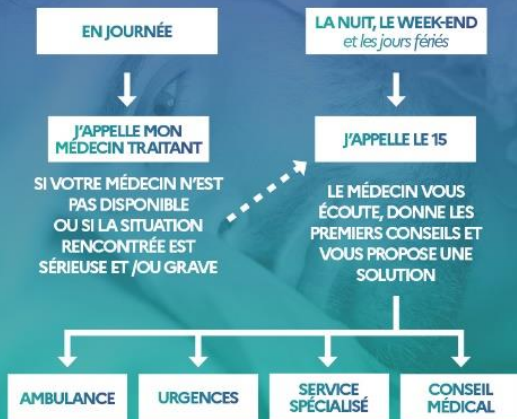 EN JOURNÉE
LA NUIT, LE WEEK-END
et les jours fériés
J'APPELLE MON
MÉDECIN TRAITANT
J'APPELLE LE 15
SI VOTRE MÉDECIN N'EST
PAS DISPONIBLE
OU SI LA SITUATION
RENCONTRÉE EST
SÉRIEUSE ET /OU GRAVE
LE MÉDECIN VOUS
ÉCOUTE, DONNE LES
PREMIERS CONSEILS ET
VOUS PROPOSE UNE
SOLUTION
AMBULANCE
URGENCES
SERVICE
SPÉCIALISÉ
CONSEIL
MÉDICAL